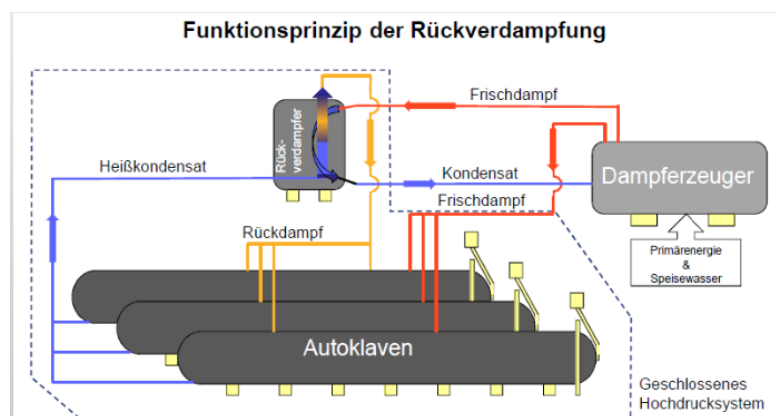 Funktionsprinzip der Rückverdampfung
Frischdampf
Rück-
verdampfer
Heißkondensat
Kondensat
Dampferzeuger
Frischdampf
Rückdampf
Primärenergie
&
Speisewasser
Autoklaven
Geschlossenes
Hochdrucksystem